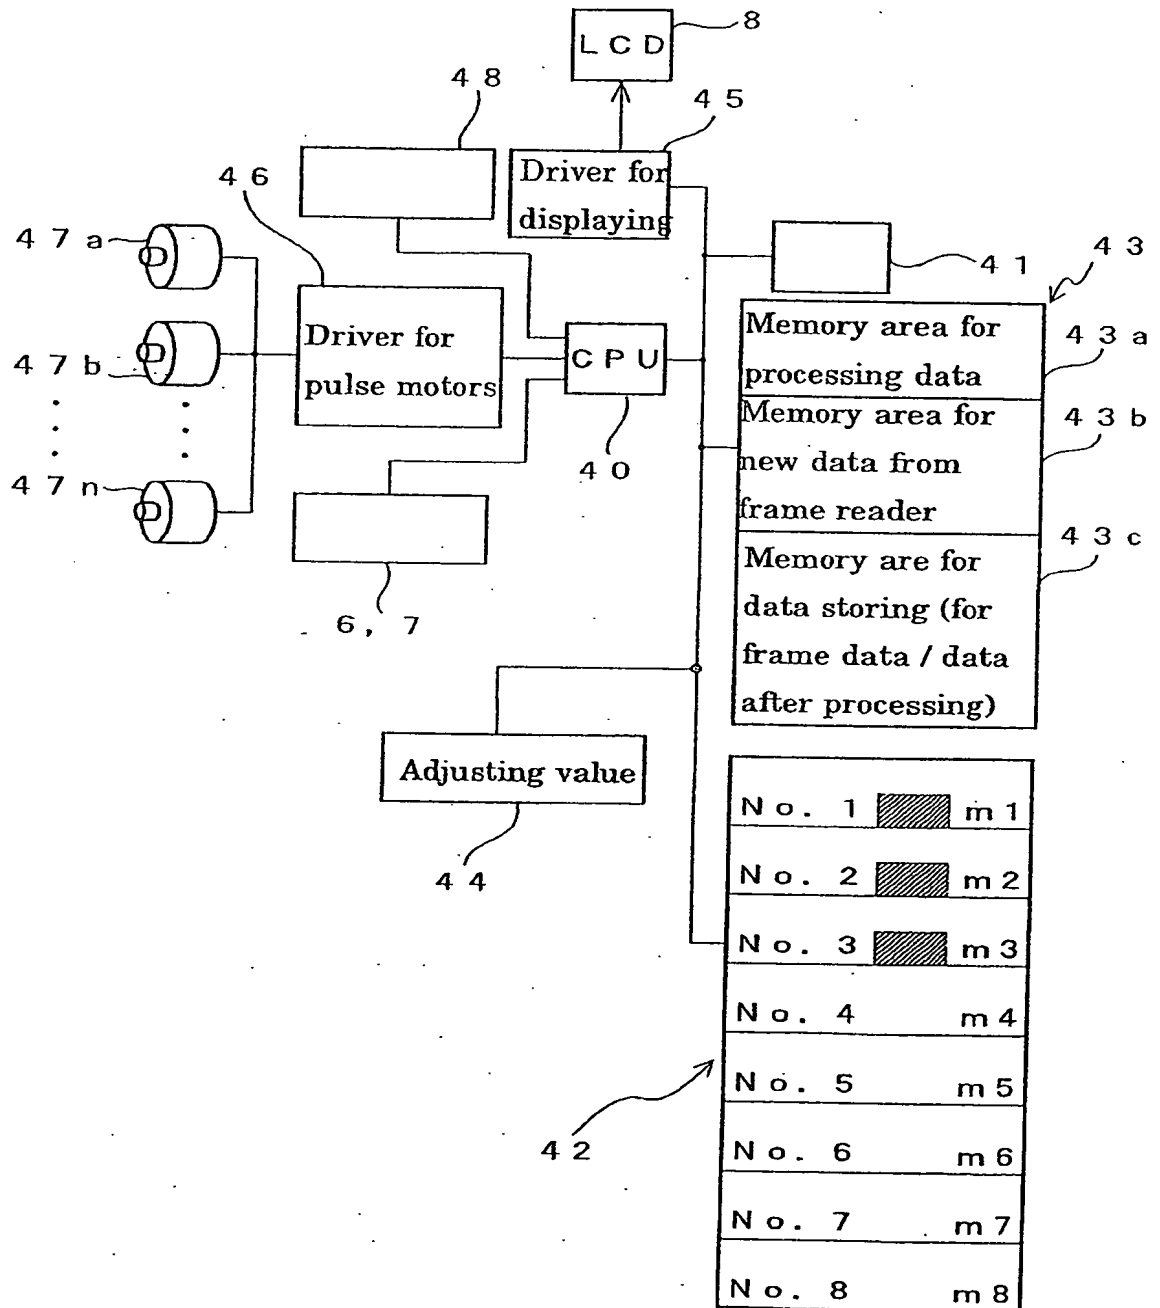 8
LCD
48
45
46
Driver for
displaying
47a
41
43
Driver for
pulse motors
CPU
Memory area for
processing data
43a
47b
Memory area for
new data from
frame reader
43b
40
47n
Memory are for
data storing (for
frame data / data
after processing)
43c
6, 7
Adjusting value
44
No. 1 m1
No. 2 m2
No. 3 m3
No. 4 m4
No. 5 m5
42
No. 6 m6
No. 7 m7
No. 8 m8